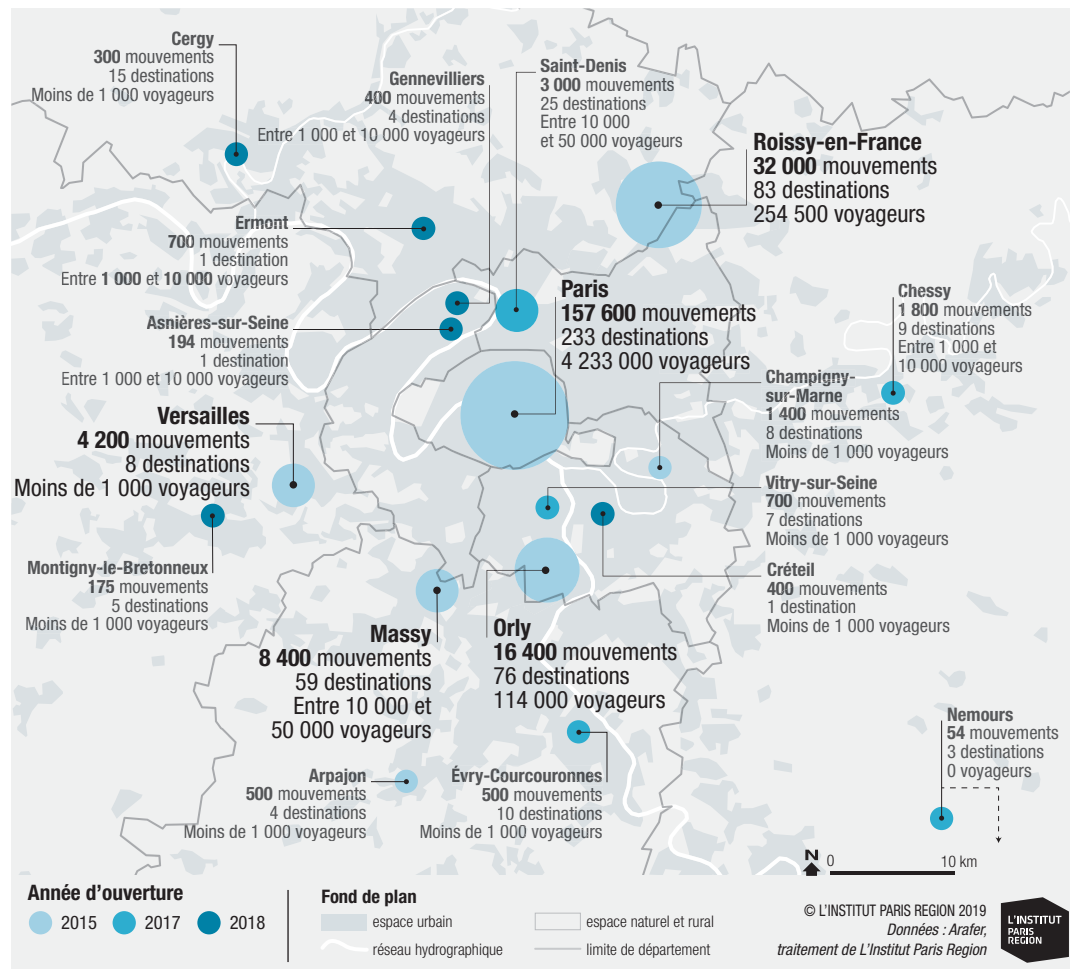 Cergy
300 mouvements
15 destinations
Moins de 1 000 voyageurs
Gennevilliers
400 mouvements
4 destinations
Entre 1 000 et 10 000 voyageurs
Saint-Denis
3 000 mouvements
25 destinations
Entre 10 000
et 50 000 voyageurs
Roissy-en-France
32 000 mouvements
83 destinations
254 500 voyageurs
Ermont
700 mouvements
1 destination
Entre 1 000 et 10 000 voyageurs
Asnières-sur-Seine
194 mouvements
1 destination
Entre 1 000 et 10 000 voyageurs
Paris
157 600 mouvements
233 destinations
4 233 000 voyageurs
Chessy
1 800 mouvements
9 destinations
Entre 1 000 et
10 000 voyageurs
Champigny-
sur-Marne
1 400 mouvements
8 destinations
Moins de 1 000 voyageurs
Versailles
4 200 mouvements
8 destinations
Moins de 1 000 voyageurs
Vitry-sur-Seine
700 mouvements
7 destinations
Moins de 1 000 voyageurs
Montigny-le-Bretonneux
175 mouvements
5 destinations
Moins de 1 000 voyageurs
Créteil
400 mouvements
1 destination
Moins de 1 000 voyageurs
Massy
8 400 mouvements
59 destinations
Entre 10 000 et
50 000 voyageurs
Orly
16 400 mouvements
76 destinations
114 000 voyageurs
Nemours
54 mouvements
3 destinations
0 voyageurs
Arpajon
500 mouvements
4 destinations
Moins de 1 000 voyageurs
Évry-Courcouronnes
500 mouvements
10 destinations
Moins de 1 000 voyageurs
N 0 10 km
Année d'ouverture
2015 2017 2018
Fond de plan
espace urbain
espace naturel et rural
réseau hydrographique
limite de département
© L'INSTITUT PARIS REGION 2019
Données : Arafer,
traitement de L'Institut Paris Region
L'INSTITUT
PARIS
REGION